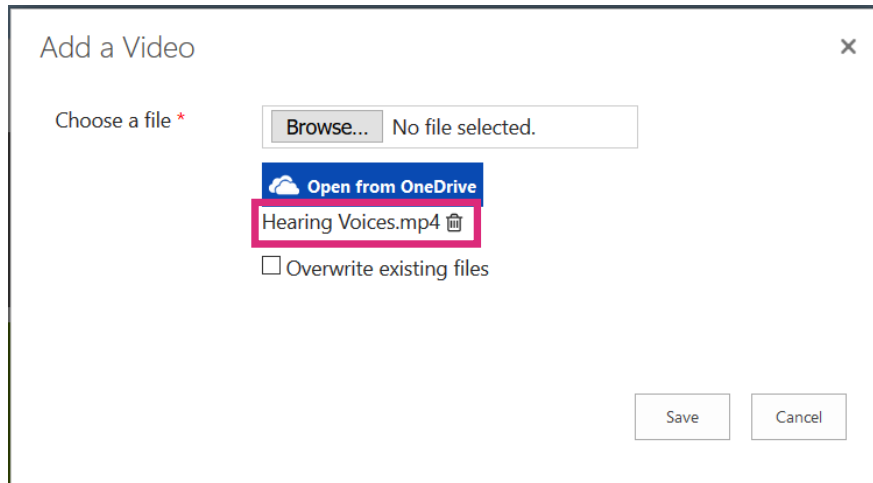 Add a Video
Choose a file *
Browse... No file selected.
Open from OneDrive
Hearing Voices.mp4
Overwrite existing files
Save Cancel